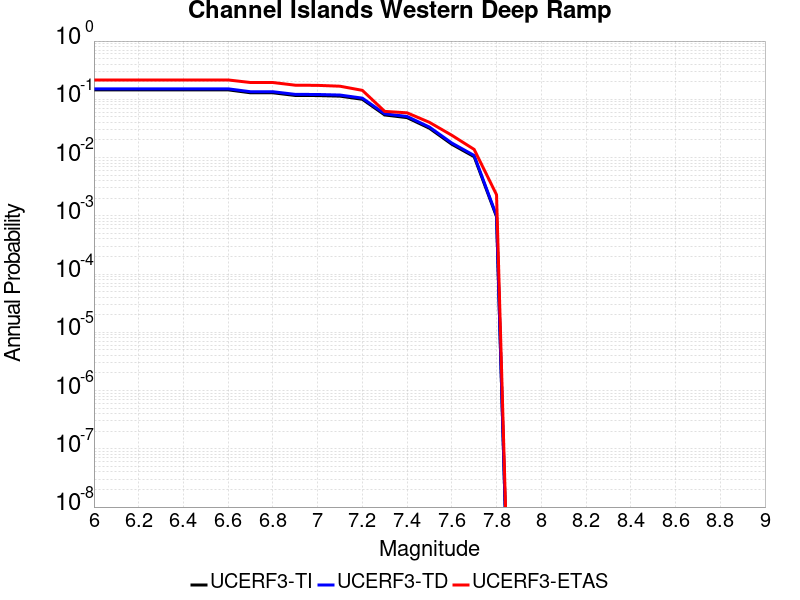 Channel Islands Western Deep Ramp
10^0
10^-1
10^-2
10^-3
10^-4
10^-5
10^-6
10^-7
10^-8
Annual Probability
6 6.2 6.4 6.6 6.8 7 7.2 7.4 7.6 7.8 8 8.2 8.4 8.6 8.8 9
Magnitude
UCERF3-TI UCERF3-TD UCERF3-ETAS